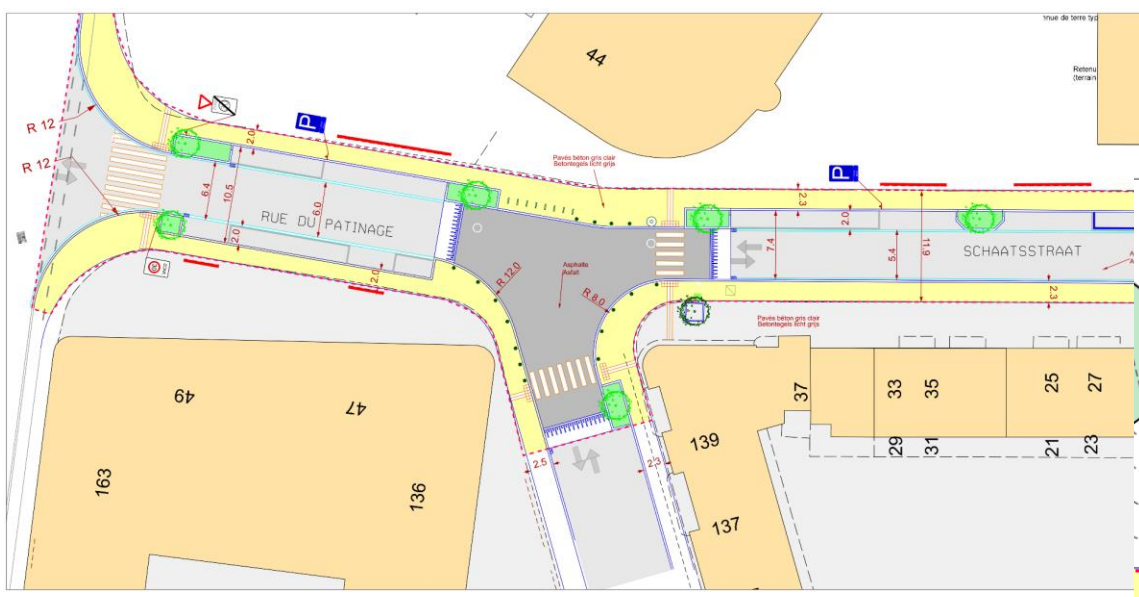 44
nue de terre typ
Retenu
(terrain
R 12
R 12
P
2.0
6.4
10.5
6.0
2.0
2.0
RUE DU PATINAGE
Pavés béton gris clair
Betontegels licht grijs
P
2.3
2.0
7.4
5.4
11.6
2.3
SCHAATSSTRAAT
Asphalte
Asfalt
R 12.0
R 8.0
Pavés béton gris clair
Betontegels licht grijs
2.5
2.3
49
47
163
136
139
137
37
33
35
29
31
25
27
21
23